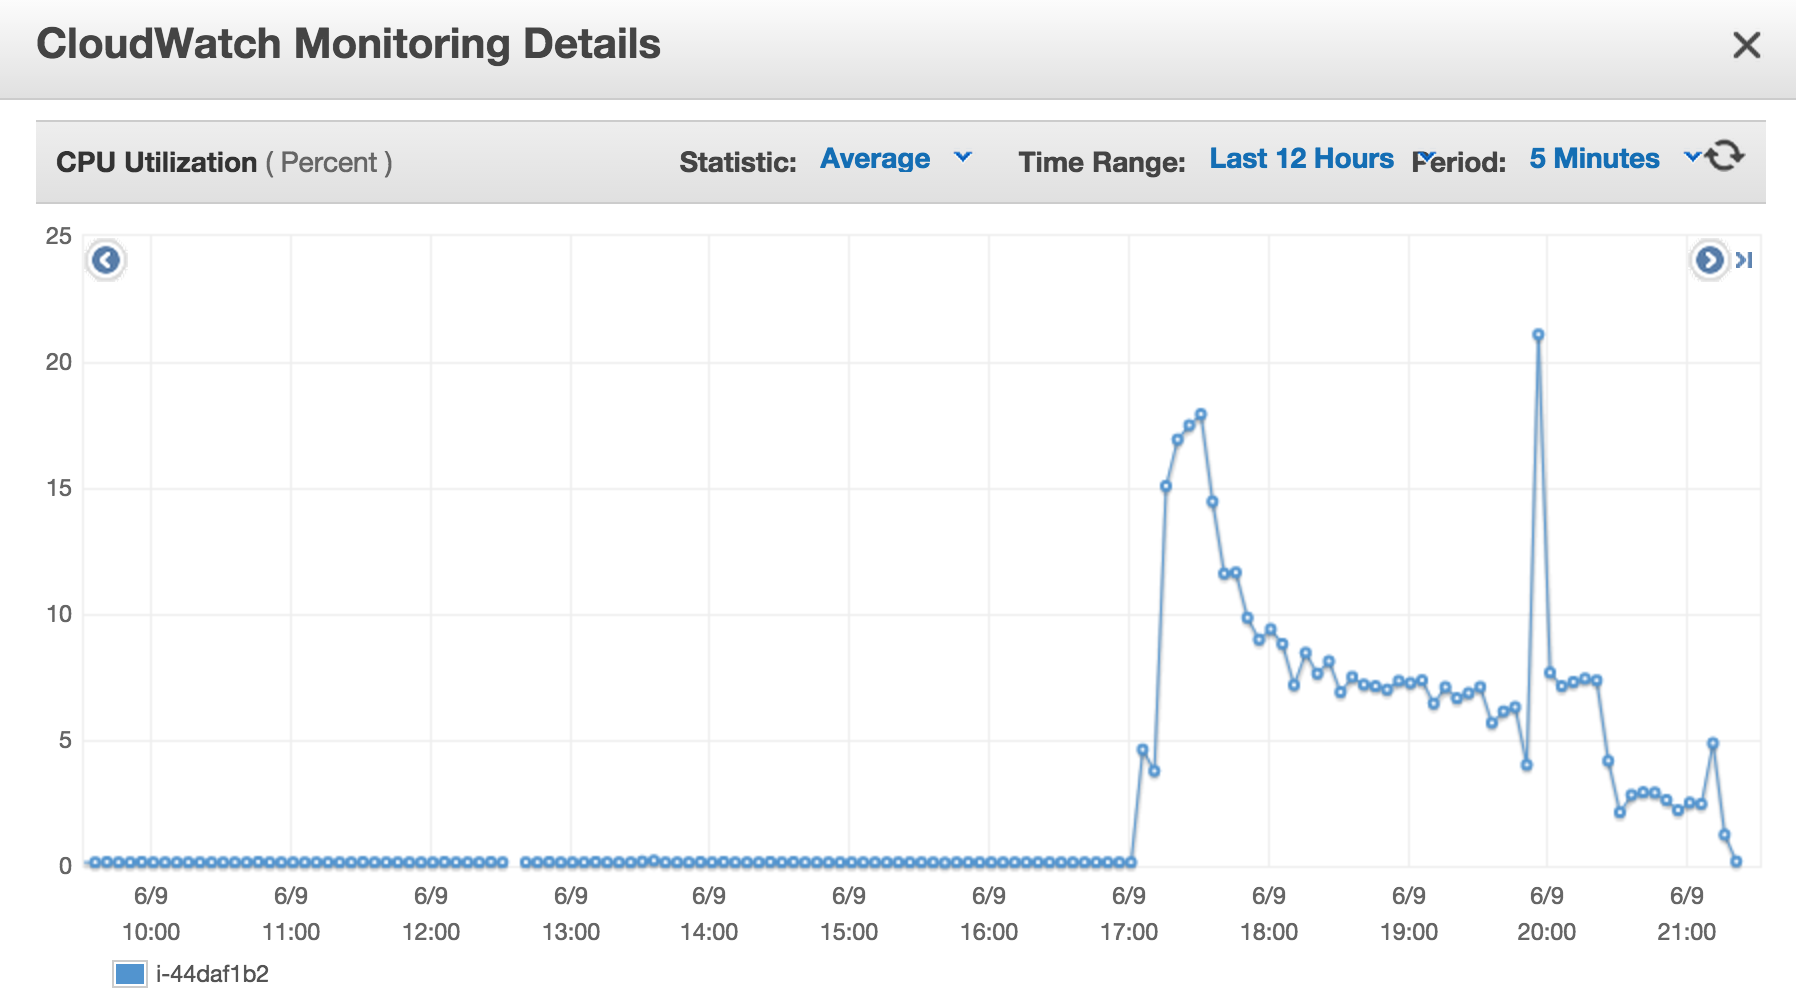 CloudWatch Monitoring Details
CPU Utilization ( Percent ) Statistic: Average Time Range: Last 12 Hours Period: 5 Minutes
25
20
15
10
5
0
6/9 6/9 6/9 6/9 6/9 6/9 6/9 6/9 6/9 6/9 6/9 6/9
10:00 11:00 12:00 13:00 14:00 15:00 16:00 17:00 18:00 19:00 20:00 21:00
i-44daf1b2